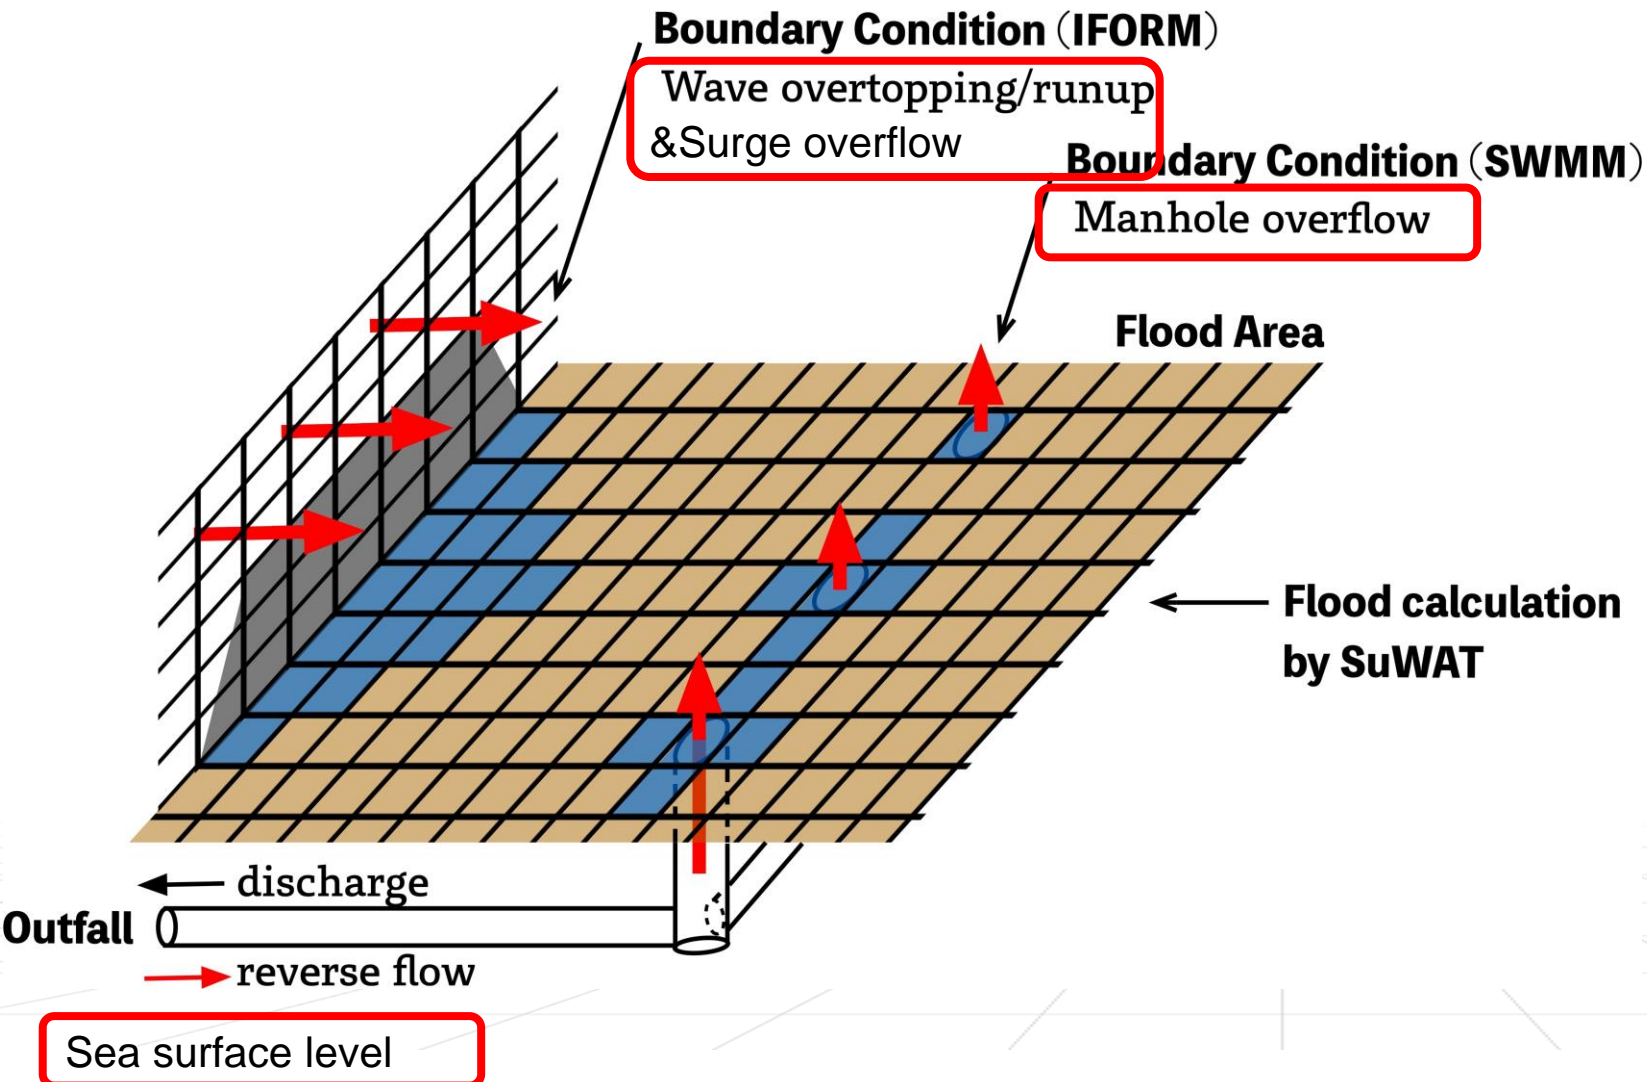 Boundary Condition（IFORM）
Wave overtopping/runup
&Surge overflow
Boundary Condition（SWMM）
Manhole overflow
Flood Area
Flood calculation
by SuWAT
discharge
Outfall
reverse flow
Sea surface level